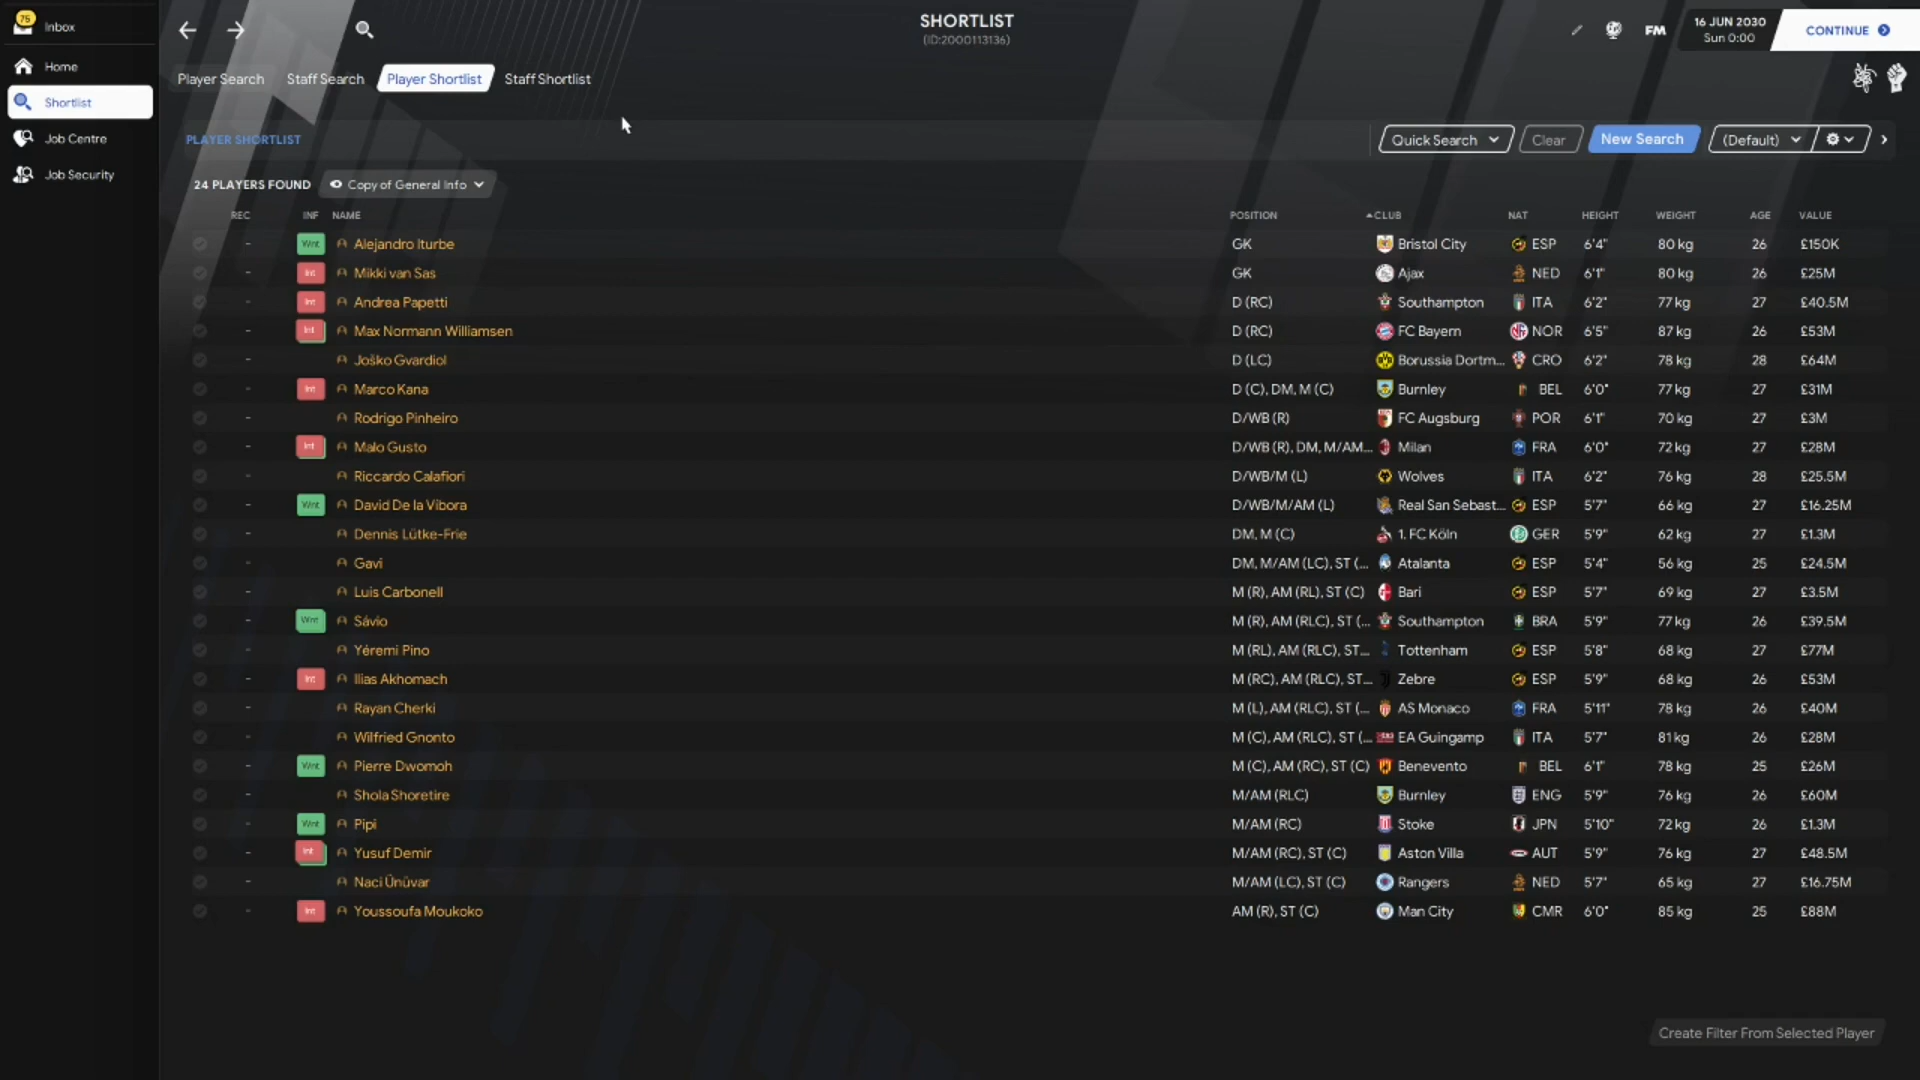 75
Inbox
Home
Shortlist
Job Centre
Job Security
SHORTLIST
(ID:2000113136)
FM
16 JUN 2030
Sun 0:00
CONTINUE
Player Search
Staff Search
Player Shortlist
Staff Shortlist
PLAYER SHORTLIST
Quick Search
Clear
New Search
(Default)
24 PLAYERS FOUND
Copy of General Info
REC INF NAME POSITION CLUB NAT HEIGHT WEIGHT AGE VALUE
- Wnt Alejandro Iturbe GK Bristol City ESP 6'4" 80 kg 26 £150K
- Int Mikki van Sas GK Ajax NED 6'1" 80 kg 26 £25M
- Int Andrea Papetti D (RC) Southampton ITA 6'2" 77 kg 27 £40.5M
- Int Max Normann Williamsen D (RC) FC Bayern NOR 6'5" 87 kg 26 £53M
- Joško Gvardiol D (LC) Borussia Dortm... CRO 6'2" 78 kg 28 £64M
- Int Marco Kana D (C), DM, M (C) Burnley BEL 6'0" 77 kg 27 £31M
- Rodrigo Pinheiro D/WB (R) FC Augsburg POR 6'1" 70 kg 27 £3M
- Int Malo Gusto D/WB (R), DM, M/AM... Milan FRA 6'0" 72 kg 27 £28M
- Riccardo Calafiori D/WB/M (L) Wolves ITA 6'2" 76 kg 28 £25.5M
- Wnt David De la Víbora D/WB/M/AM (L) Real San Sebast... ESP 5'7" 66 kg 27 £16.25M
- Dennis Lütke-Frie DM, M (C) 1. FC Köln GER 5'9" 62 kg 27 £1.3M
- Gavi DM, M/AM (LC), ST (... Atalanta ESP 5'4" 56 kg 25 £24.5M
- Luis Carbonell M (R), AM (RL), ST (C) Bari ESP 5'7" 69 kg 27 £3.5M
- Wnt Sávio M (R), AM (RLC), ST (... Southampton BRA 5'9" 77 kg 26 £39.5M
- Yéremi Pino M (RL), AM (RLC), ST... Tottenham ESP 5'8" 68 kg 27 £77M
- Int Ilias Akhomach M (RC), AM (RLC), ST... Zebre ESP 5'9" 68 kg 26 £53M
- Rayan Cherki M (L), AM (RLC), ST (... AS Monaco FRA 5'11" 78 kg 26 £40M
- Wilfried Gnonto M (C), AM (RLC), ST (... EA Guingamp ITA 5'7" 81 kg 26 £28M
- Wnt Pierre Dwomoh M (C), AM (RC), ST (C) Benevento BEL 6'1" 78 kg 25 £26M
- Shola Shoretire M/AM (RLC) Burnley ENG 5'9" 76 kg 26 £60M
- Wnt Pipi M/AM (RC) Stoke JPN 5'10" 72 kg 26 £1.3M
- Int Yusuf Demir M/AM (RC), ST (C) Aston Villa AUT 5'9" 76 kg 27 £48.5M
- Naci Ünüvar M/AM (LC), ST (C) Rangers NED 5'7" 65 kg 27 £16.75M
- Int Youssoufa Moukoko AM (R), ST (C) Man City CMR 6'0" 85 kg 25 £88M
Create Filter From Selected Player